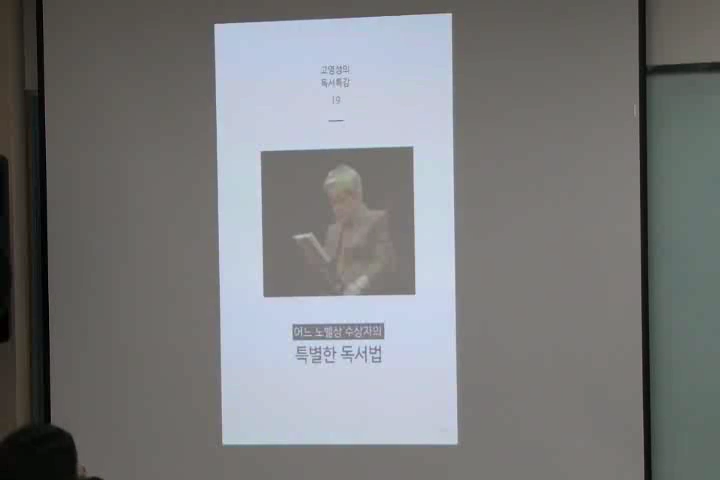 고영성의
독서특강
19
어느 노벨상 수상자의
특별한 독서법